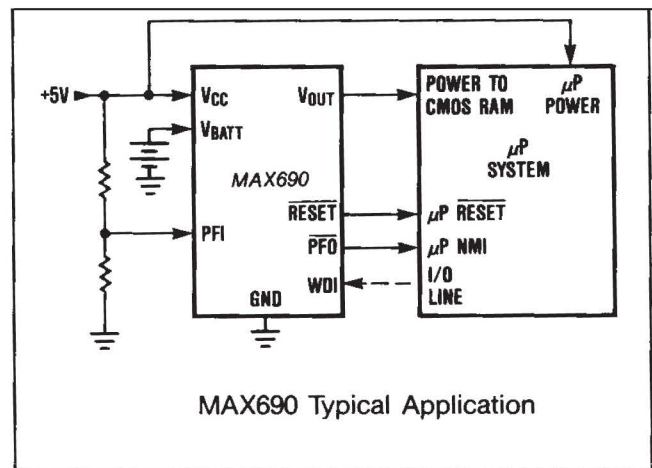 +5V
VCC
VBATT
PFI
MAX690
GND
VOUT
RESET
PFO
WDI
POWER TO
CMOS RAM
µP
POWER
µP
SYSTEM
µP RESET
µP NMI
I/O
LINE
MAX690 Typical Application